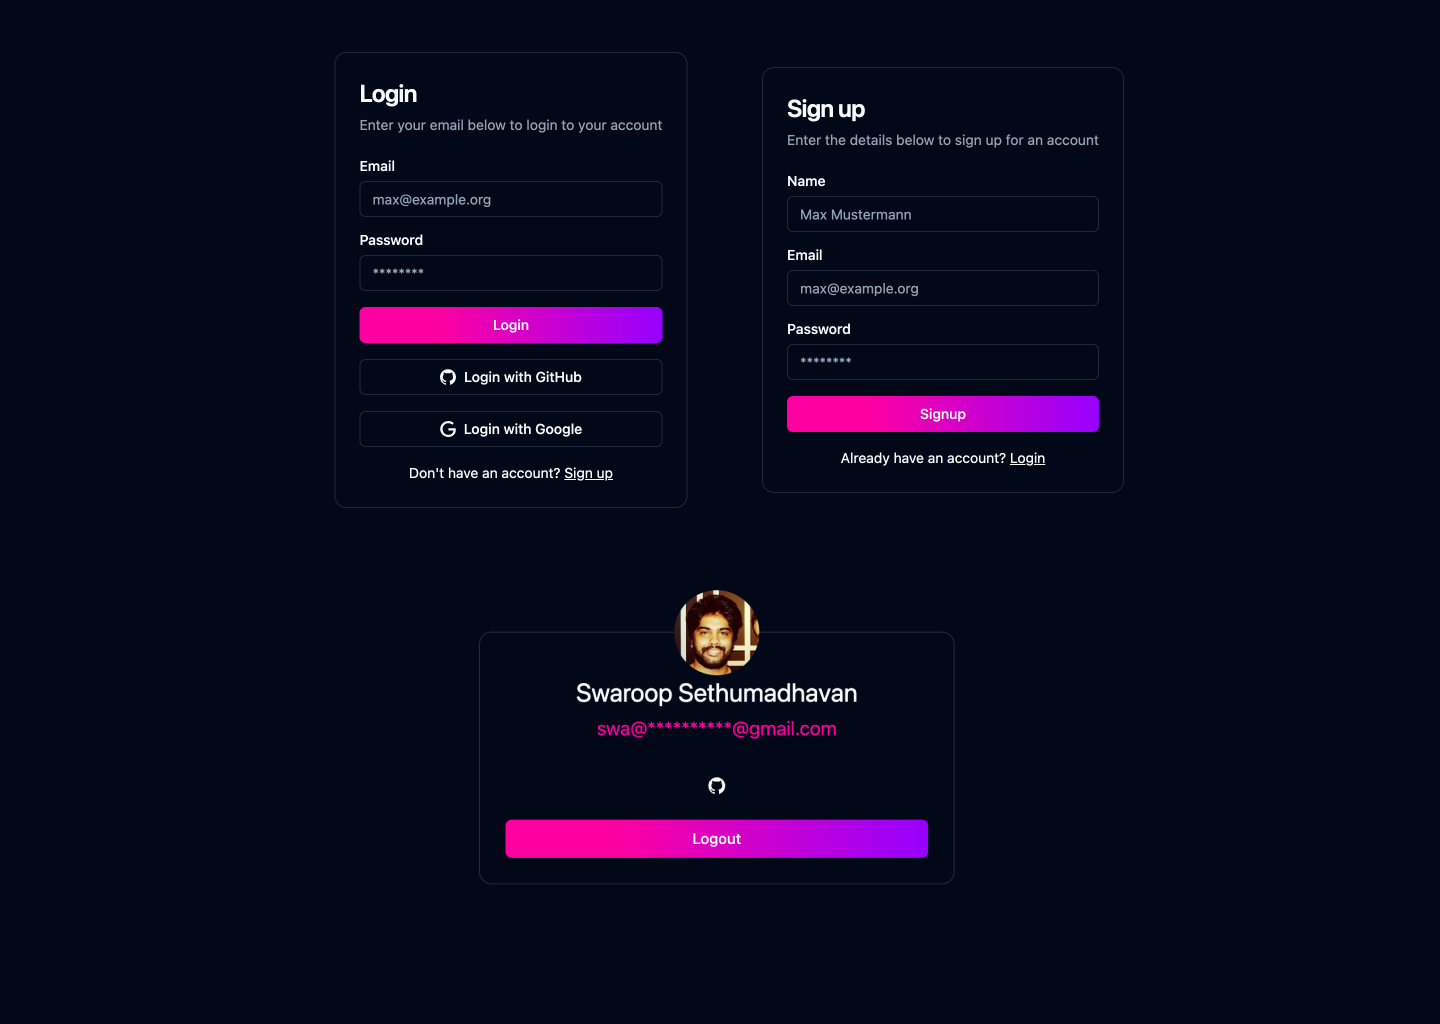 Login
Enter your email below to login to your account
Email
max@example.org
Password
********
Login
Login with GitHub
Login with Google
Don't have an account? Sign up
Sign up
Enter the details below to sign up for an account
Name
Max Mustermann
Email
max@example.org
Password
********
Signup
Already have an account? Login
Swaroop Sethumadhavan
swa@**********@gmail.com
Logout